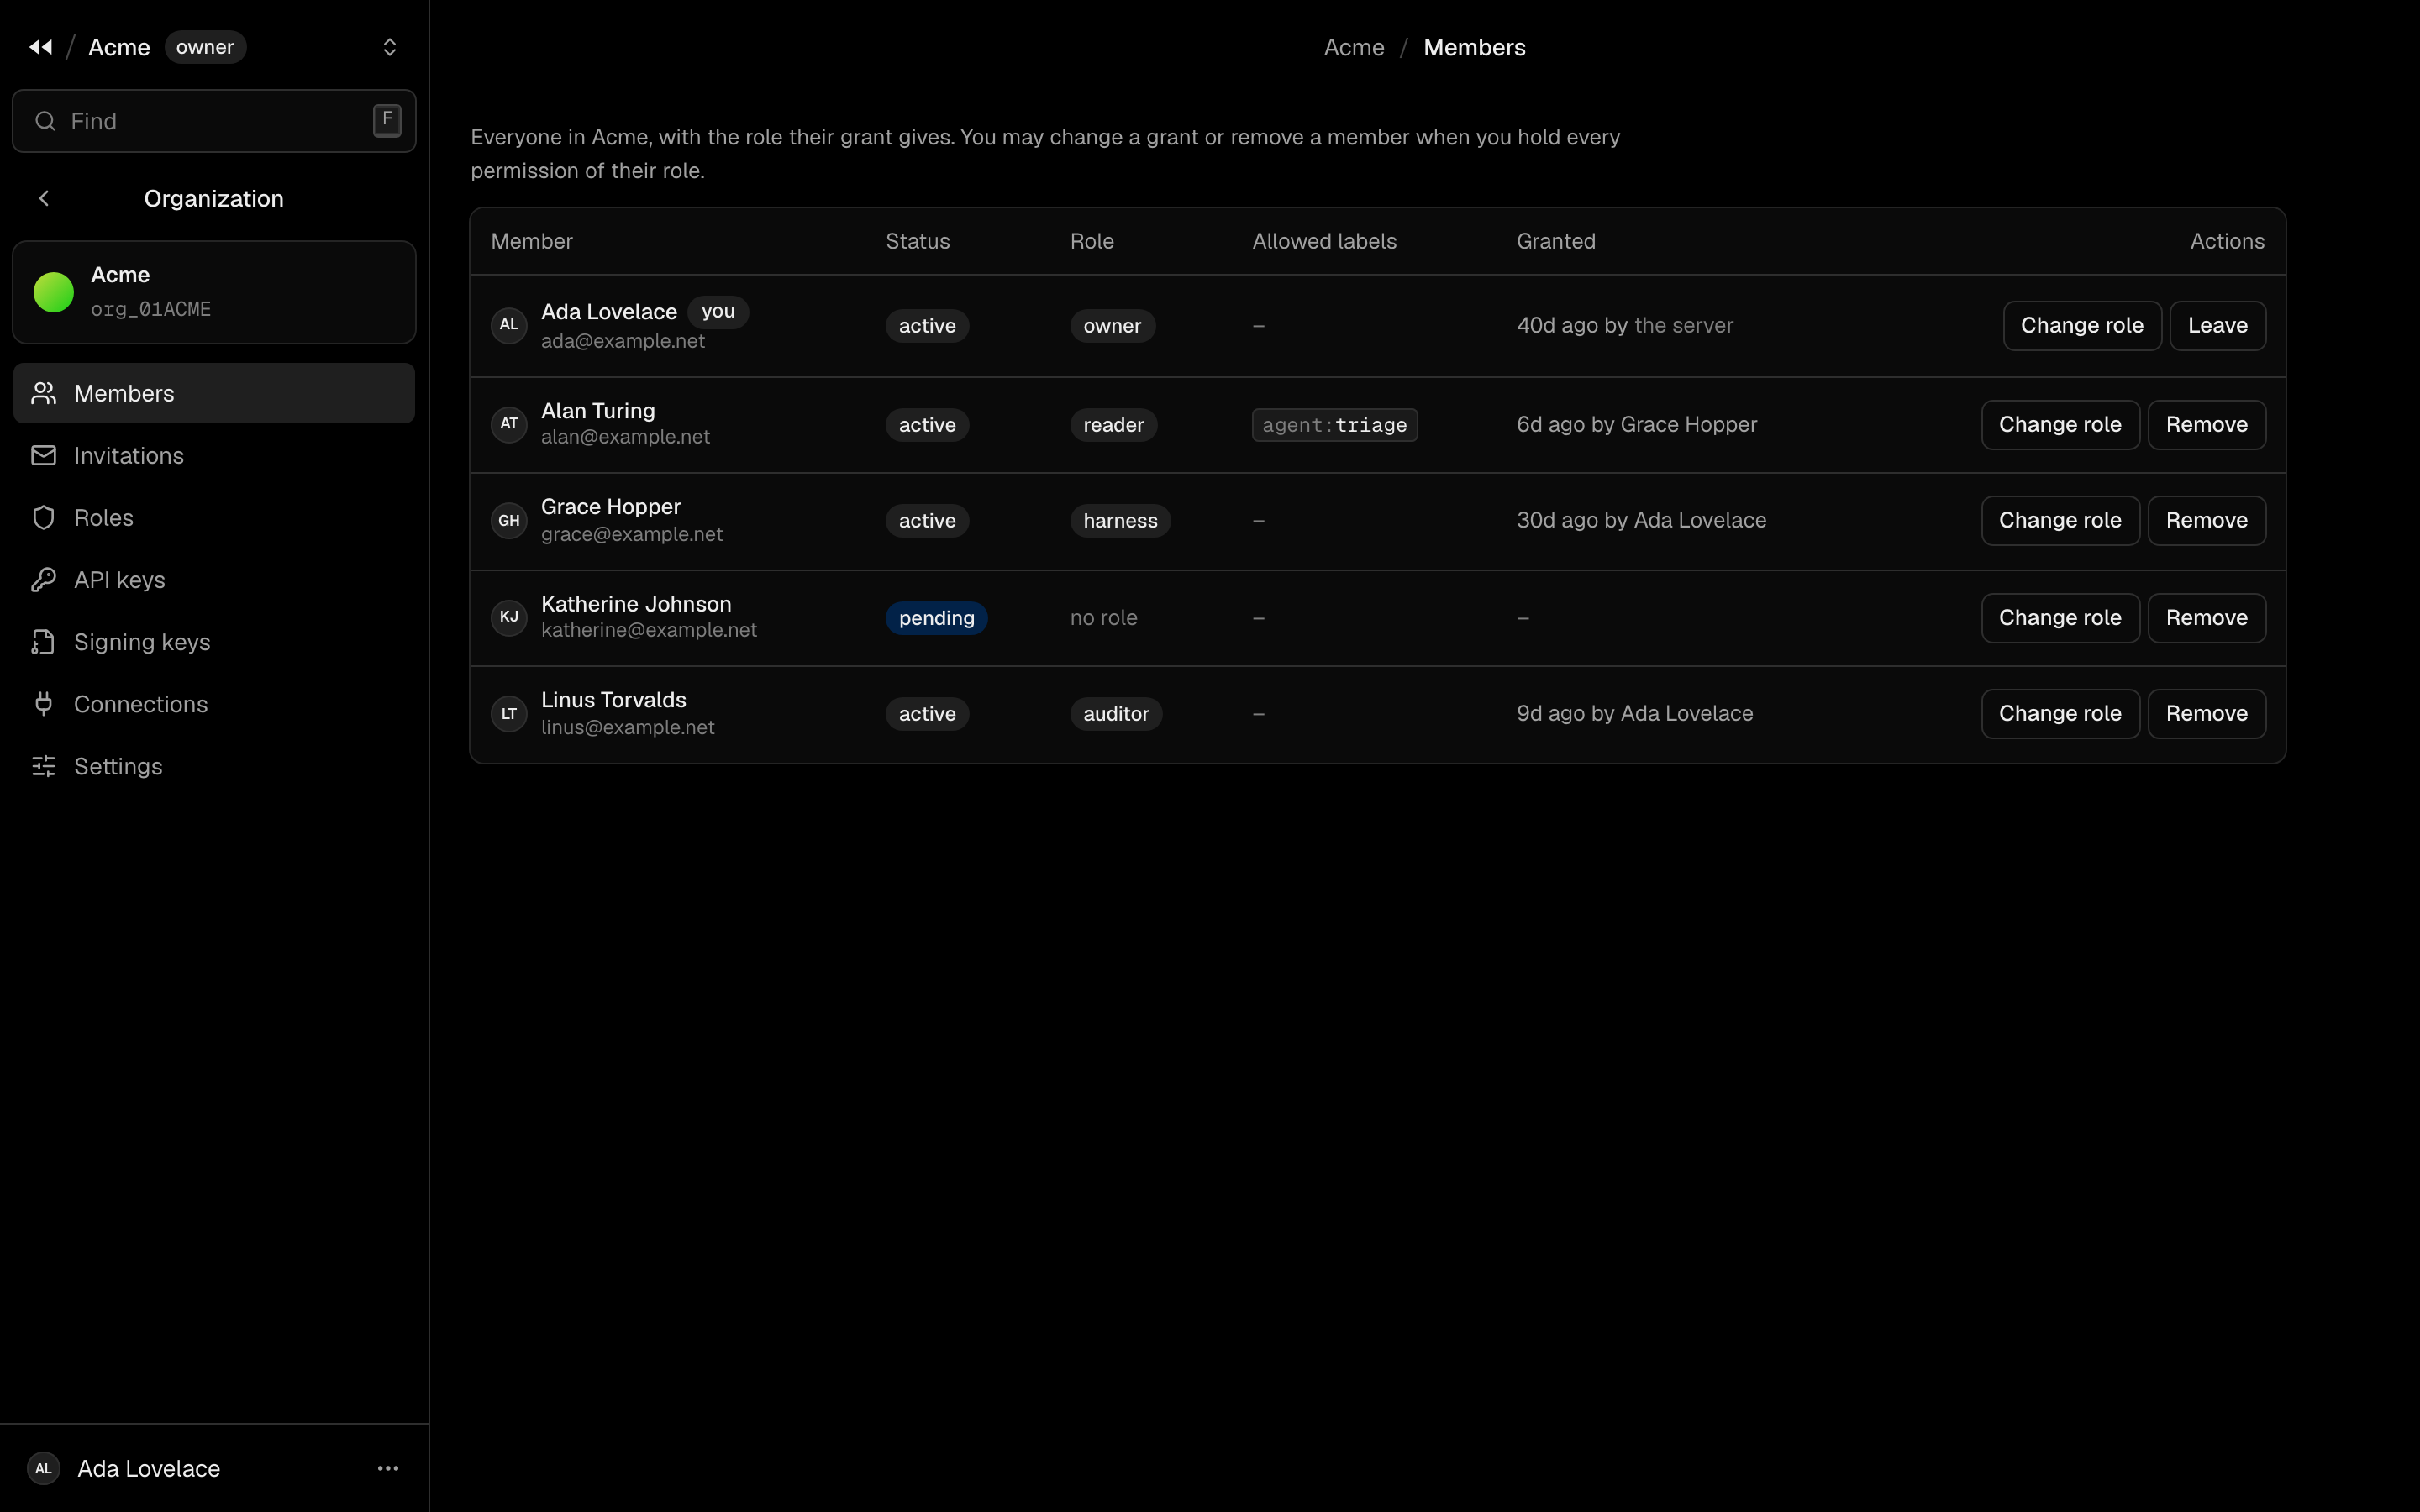 / Acme owner
Find F
Organization
Acme
org_01ACME
Members
Invitations
Roles
API keys
Signing keys
Connections
Settings
AL Ada Lovelace
Acme / Members
Everyone in Acme, with the role their grant gives. You may change a grant or remove a member when you hold every
permission of their role.
Member Status Role Allowed labels Granted Actions
AL Ada Lovelace you active owner – 40d ago by the server Change role Leave
ada@example.net
AT Alan Turing active reader agent:triage 6d ago by Grace Hopper Change role Remove
alan@example.net
GH Grace Hopper active harness – 30d ago by Ada Lovelace Change role Remove
grace@example.net
KJ Katherine Johnson pending no role – – Change role Remove
katherine@example.net
LT Linus Torvalds active auditor – 9d ago by Ada Lovelace Change role Remove
linus@example.net